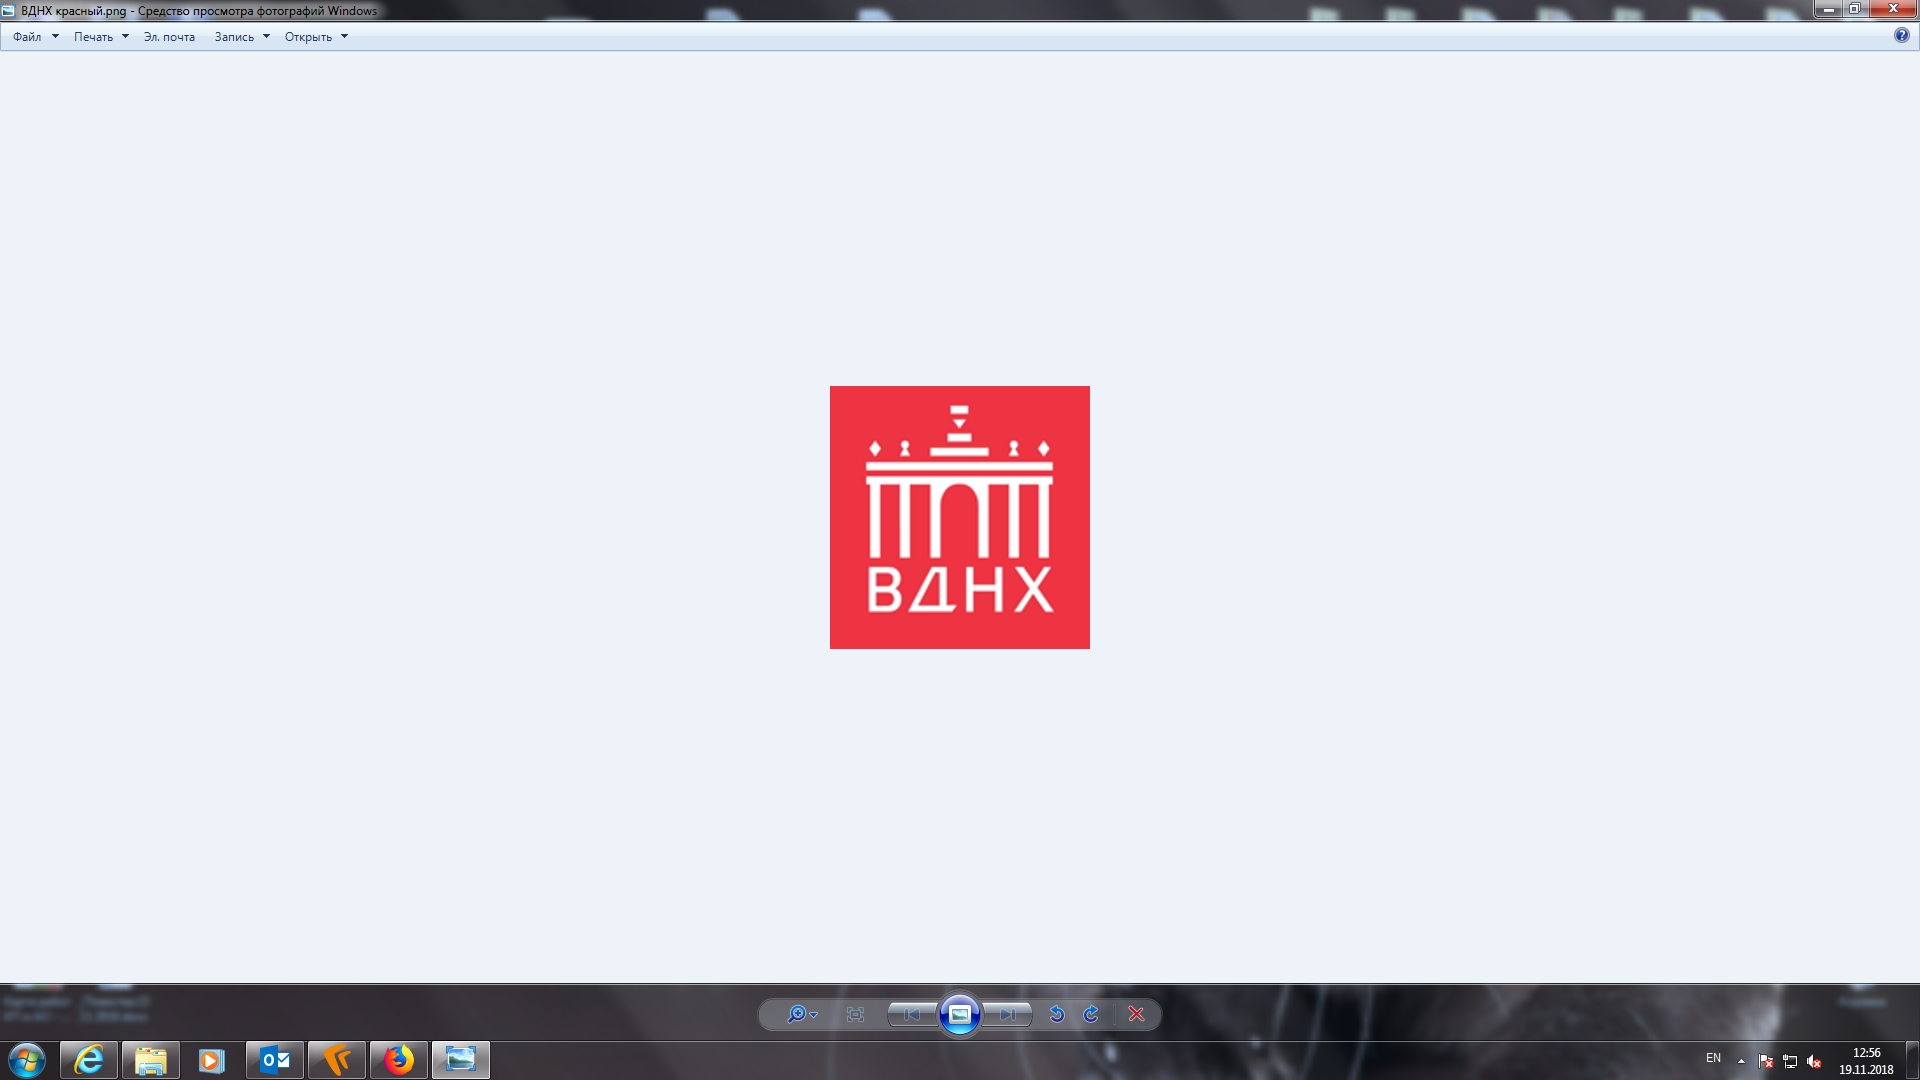 ВДНХ красный.png - Средство просмотра фотографий Windows
Файл Печать Эл. почта Запись Открыть
ВДНХ
EN
12:56
19.11.2018